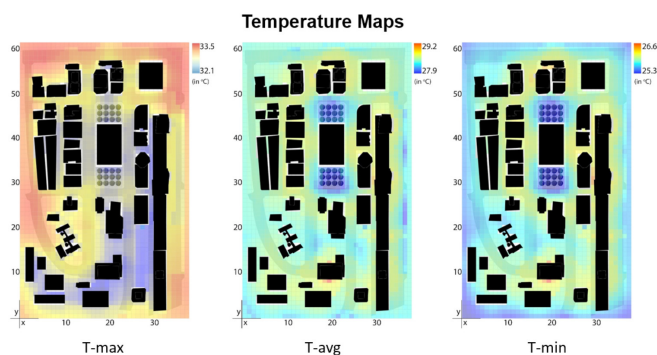 Temperature Maps
60 33.5 32.1 (in °C)
50
40
30
20
10
y
x 10 20 30
T-max
60 29.2 27.9 (in °C)
50
40
30
20
10
y
x 10 20 30
T-avg
60 26.6 25.3 (in °C)
50
40
30
20
10
y
x 10 20 30
T-min